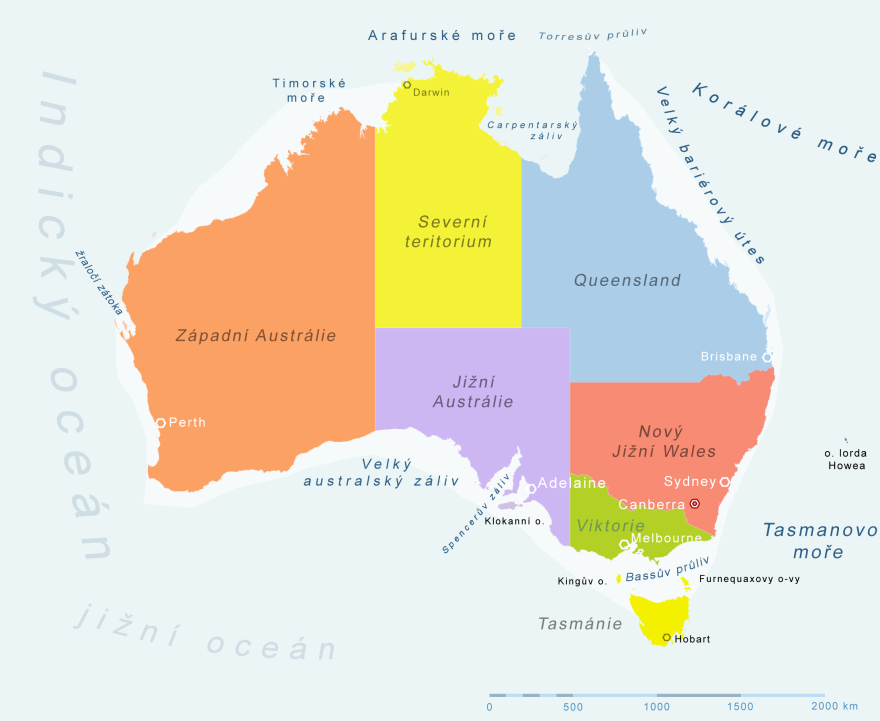 Arafurské moře
Torresův průliv
Timorské
moře
Darwin
Carpentarský
záliv
Korálové moře
Velký bariérový útes
Indický oceán
Severní
teritorium
Queensland
žraločí zátoka
Západní Austrálie
Brisbane
Jižní
Austrálie
Perth
Nový
Jižní Wales
o. lorda
Howea
Velký
australský záliv
Adelaine
Sydney
Canberra
Spencerův záliv
Klokanní o.
Viktorie
Melbourne
Tasmanovo
moře
Bassův průliv
Kingův o.
Furnequaxovy o-vy
Tasmánie
Hobart
jižní oceán
0 500 1000 1500 2000 km